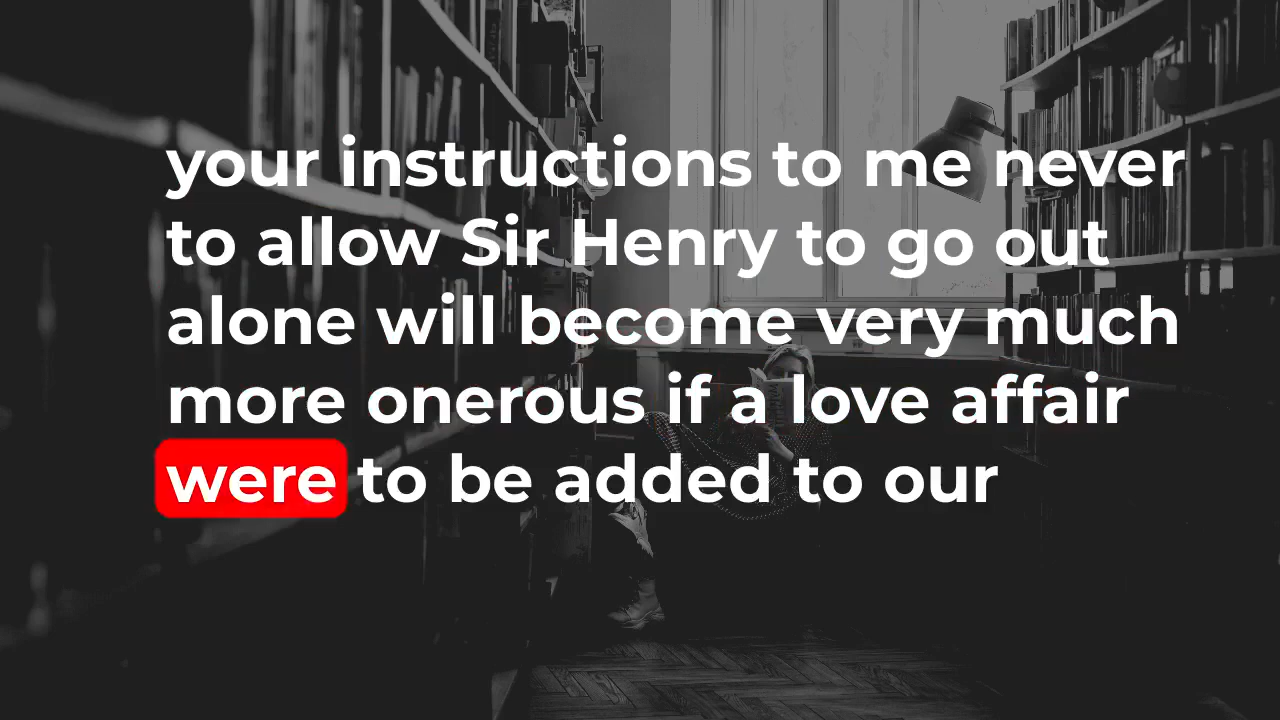 your instructions to me never
to allow Sir Henry to go out
alone will become very much
more onerous if a love affair
were to be added to our